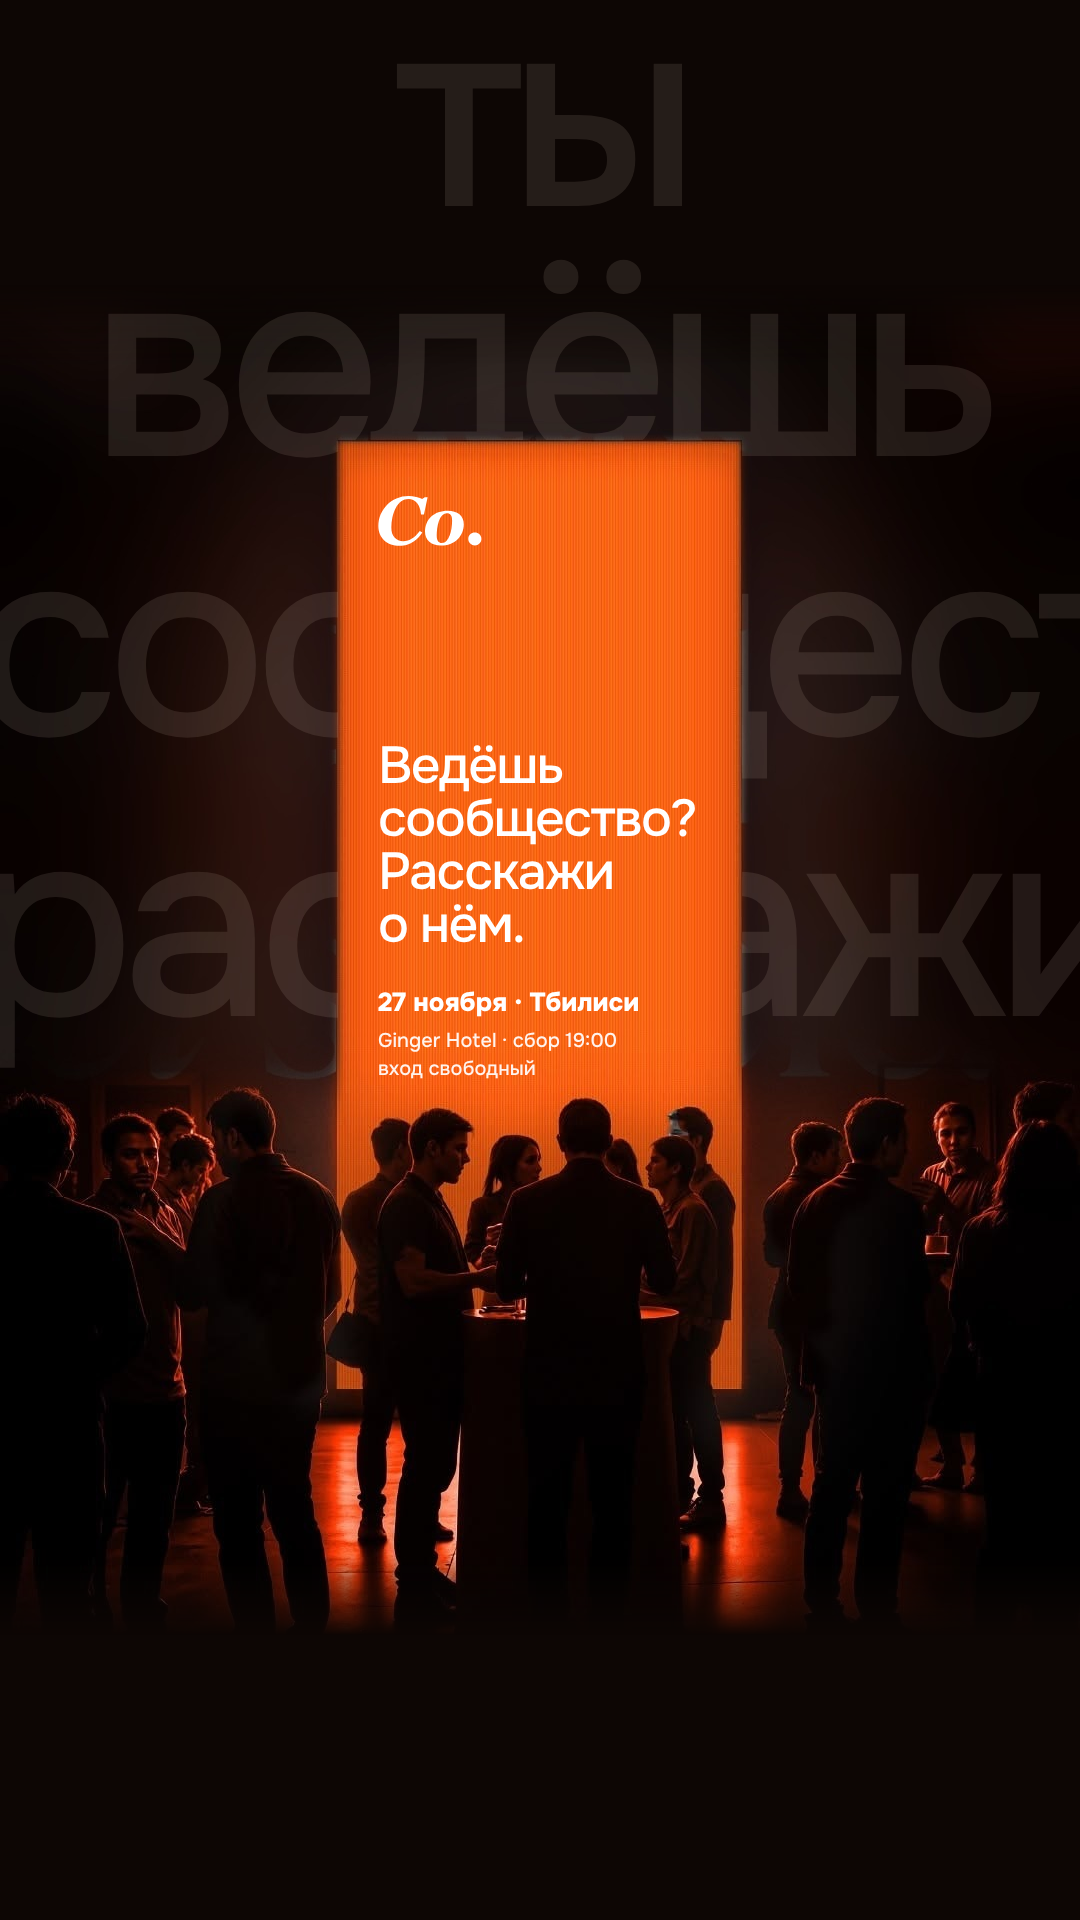 ты
ведёшь
Co.
Ведёшь
сообщество?
Расскажи
о нём.
27 ноября · Тбилиси
Ginger Hotel · сбор 19:00
вход свободный